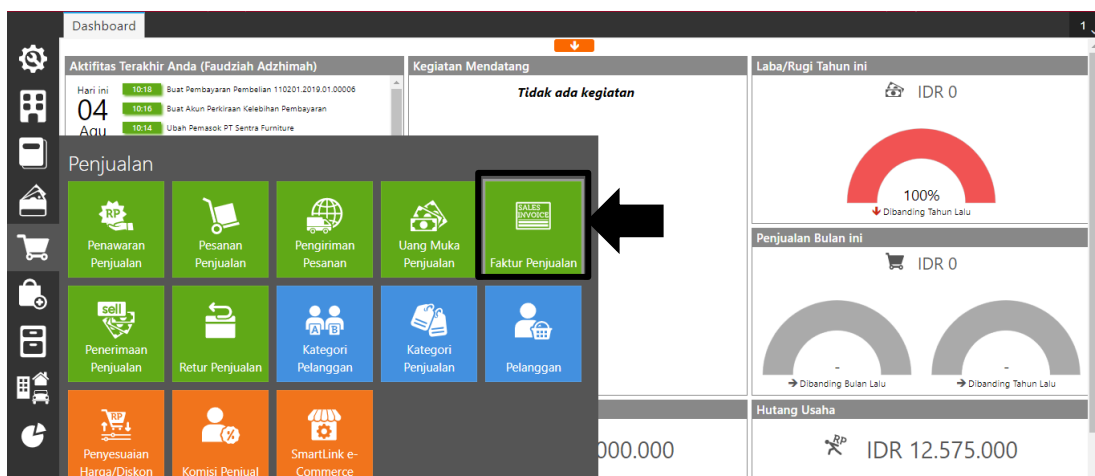 Dashboard
1
Aktifitas Terakhir Anda (Faudziah Adzhimah)
Hari ini
04
Agu
10:18 Buat Pembayaran Pembelian 110201.2019.01.00006
10:16 Buat Akun Perkiraan Kelebihan Pembayaran
10:14 Ubah Pemasok PT Sentra Furniture
Kegiatan Mendatang
Tidak ada kegiatan
Laba/Rugi Tahun ini
IDR 0
100%
Dibanding Tahun Lalu
Penjualan
RP
Penawaran
Penjualan
Pesanan
Penjualan
Pengiriman
Pesanan
Uang Muka
Penjualan
SALES
INVOICE
Faktur Penjualan
sell
Penerimaan
Penjualan
Retur Penjualan
A B
Kategori
Pelanggan
Kategori
Penjualan
Pelanggan
RP
Penyesuaian
Harga/Diskon
Komisi Penjual
SmartLink e-
Commerce
Penjualan Bulan ini
IDR 0
-
Dibanding Bulan Lalu
-
Dibanding Tahun Lalu
000.000
Hutang Usaha
RP
IDR 12.575.000